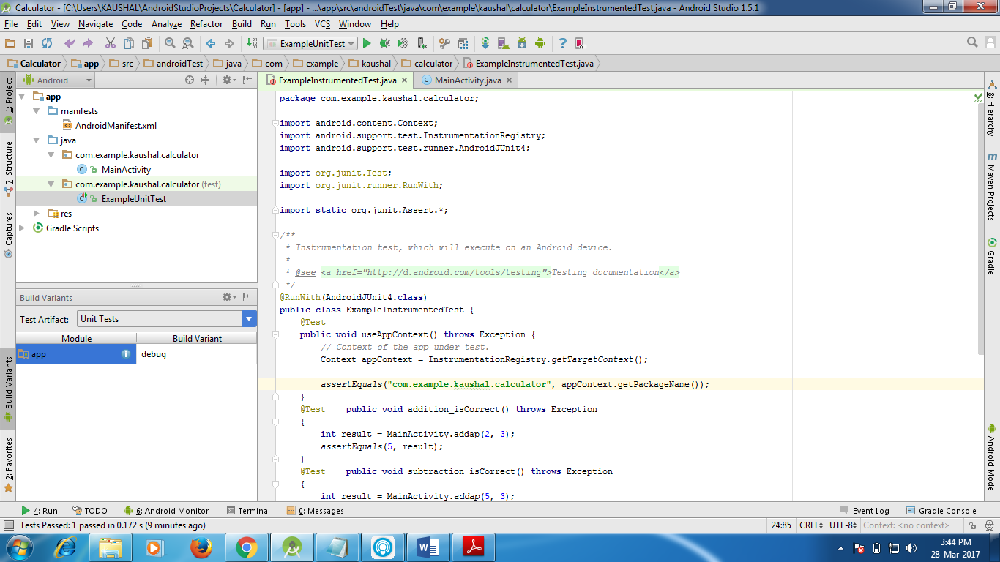 Calculator - [C:\Users\KAUSHAL\AndroidStudioProjects\Calculator] - [app] - ...\app\src\androidTest\java\com\example\kaushal\calculator\ExampleInstrumentedTest.java - Android Studio 1.5.1
File Edit View Navigate Code Analyze Refactor Build Run Tools VCS Window Help
ExampleUnitTest
Calculator app src androidTest java com example kaushal calculator ExampleInstrumentedTest.java
1: Project
7: Structure
Captures
Build Variants
2: Favorites
Android
app
manifests
AndroidManifest.xml
java
com.example.kaushal.calculator
MainActivity
com.example.kaushal.calculator (test)
ExampleUnitTest
res
Gradle Scripts
Build Variants
Test Artifact: Unit Tests
Module Build Variant
app debug
ExampleInstrumentedTest.java MainActivity.java
package com.example.kaushal.calculator;
import android.content.Context;
import android.support.test.InstrumentationRegistry;
import android.support.test.runner.AndroidJUnit4;
import org.junit.Test;
import org.junit.runner.RunWith;
import static org.junit.Assert.*;
/**
* Instrumentation test, which will execute on an Android device.
*
* @see <a href="http://d.android.com/tools/testing">Testing documentation</a>
*/
@RunWith(AndroidJUnit4.class)
public class ExampleInstrumentedTest {
@Test
public void useAppContext() throws Exception {
// Context of the app under test.
Context appContext = InstrumentationRegistry.getTargetContext();
assertEquals("com.example.kaushal.calculator", appContext.getPackageName());
}
@Test public void addition_isCorrect() throws Exception
{
int result = MainActivity.addap(2, 3);
assertEquals(5, result);
}
@Test public void subtraction_isCorrect() throws Exception
{
int result = MainActivity.addap(5, 3);
8: Hierarchy
m Maven Projects
Gradle
Android Model
4: Run TODO 6: Android Monitor Terminal 0: Messages Event Log Gradle Console
Tests Passed: 1 passed in 0.172 s (9 minutes ago) 24:85 CRLF UTF-8 Context: <no context>
3:44 PM
28-Mar-2017